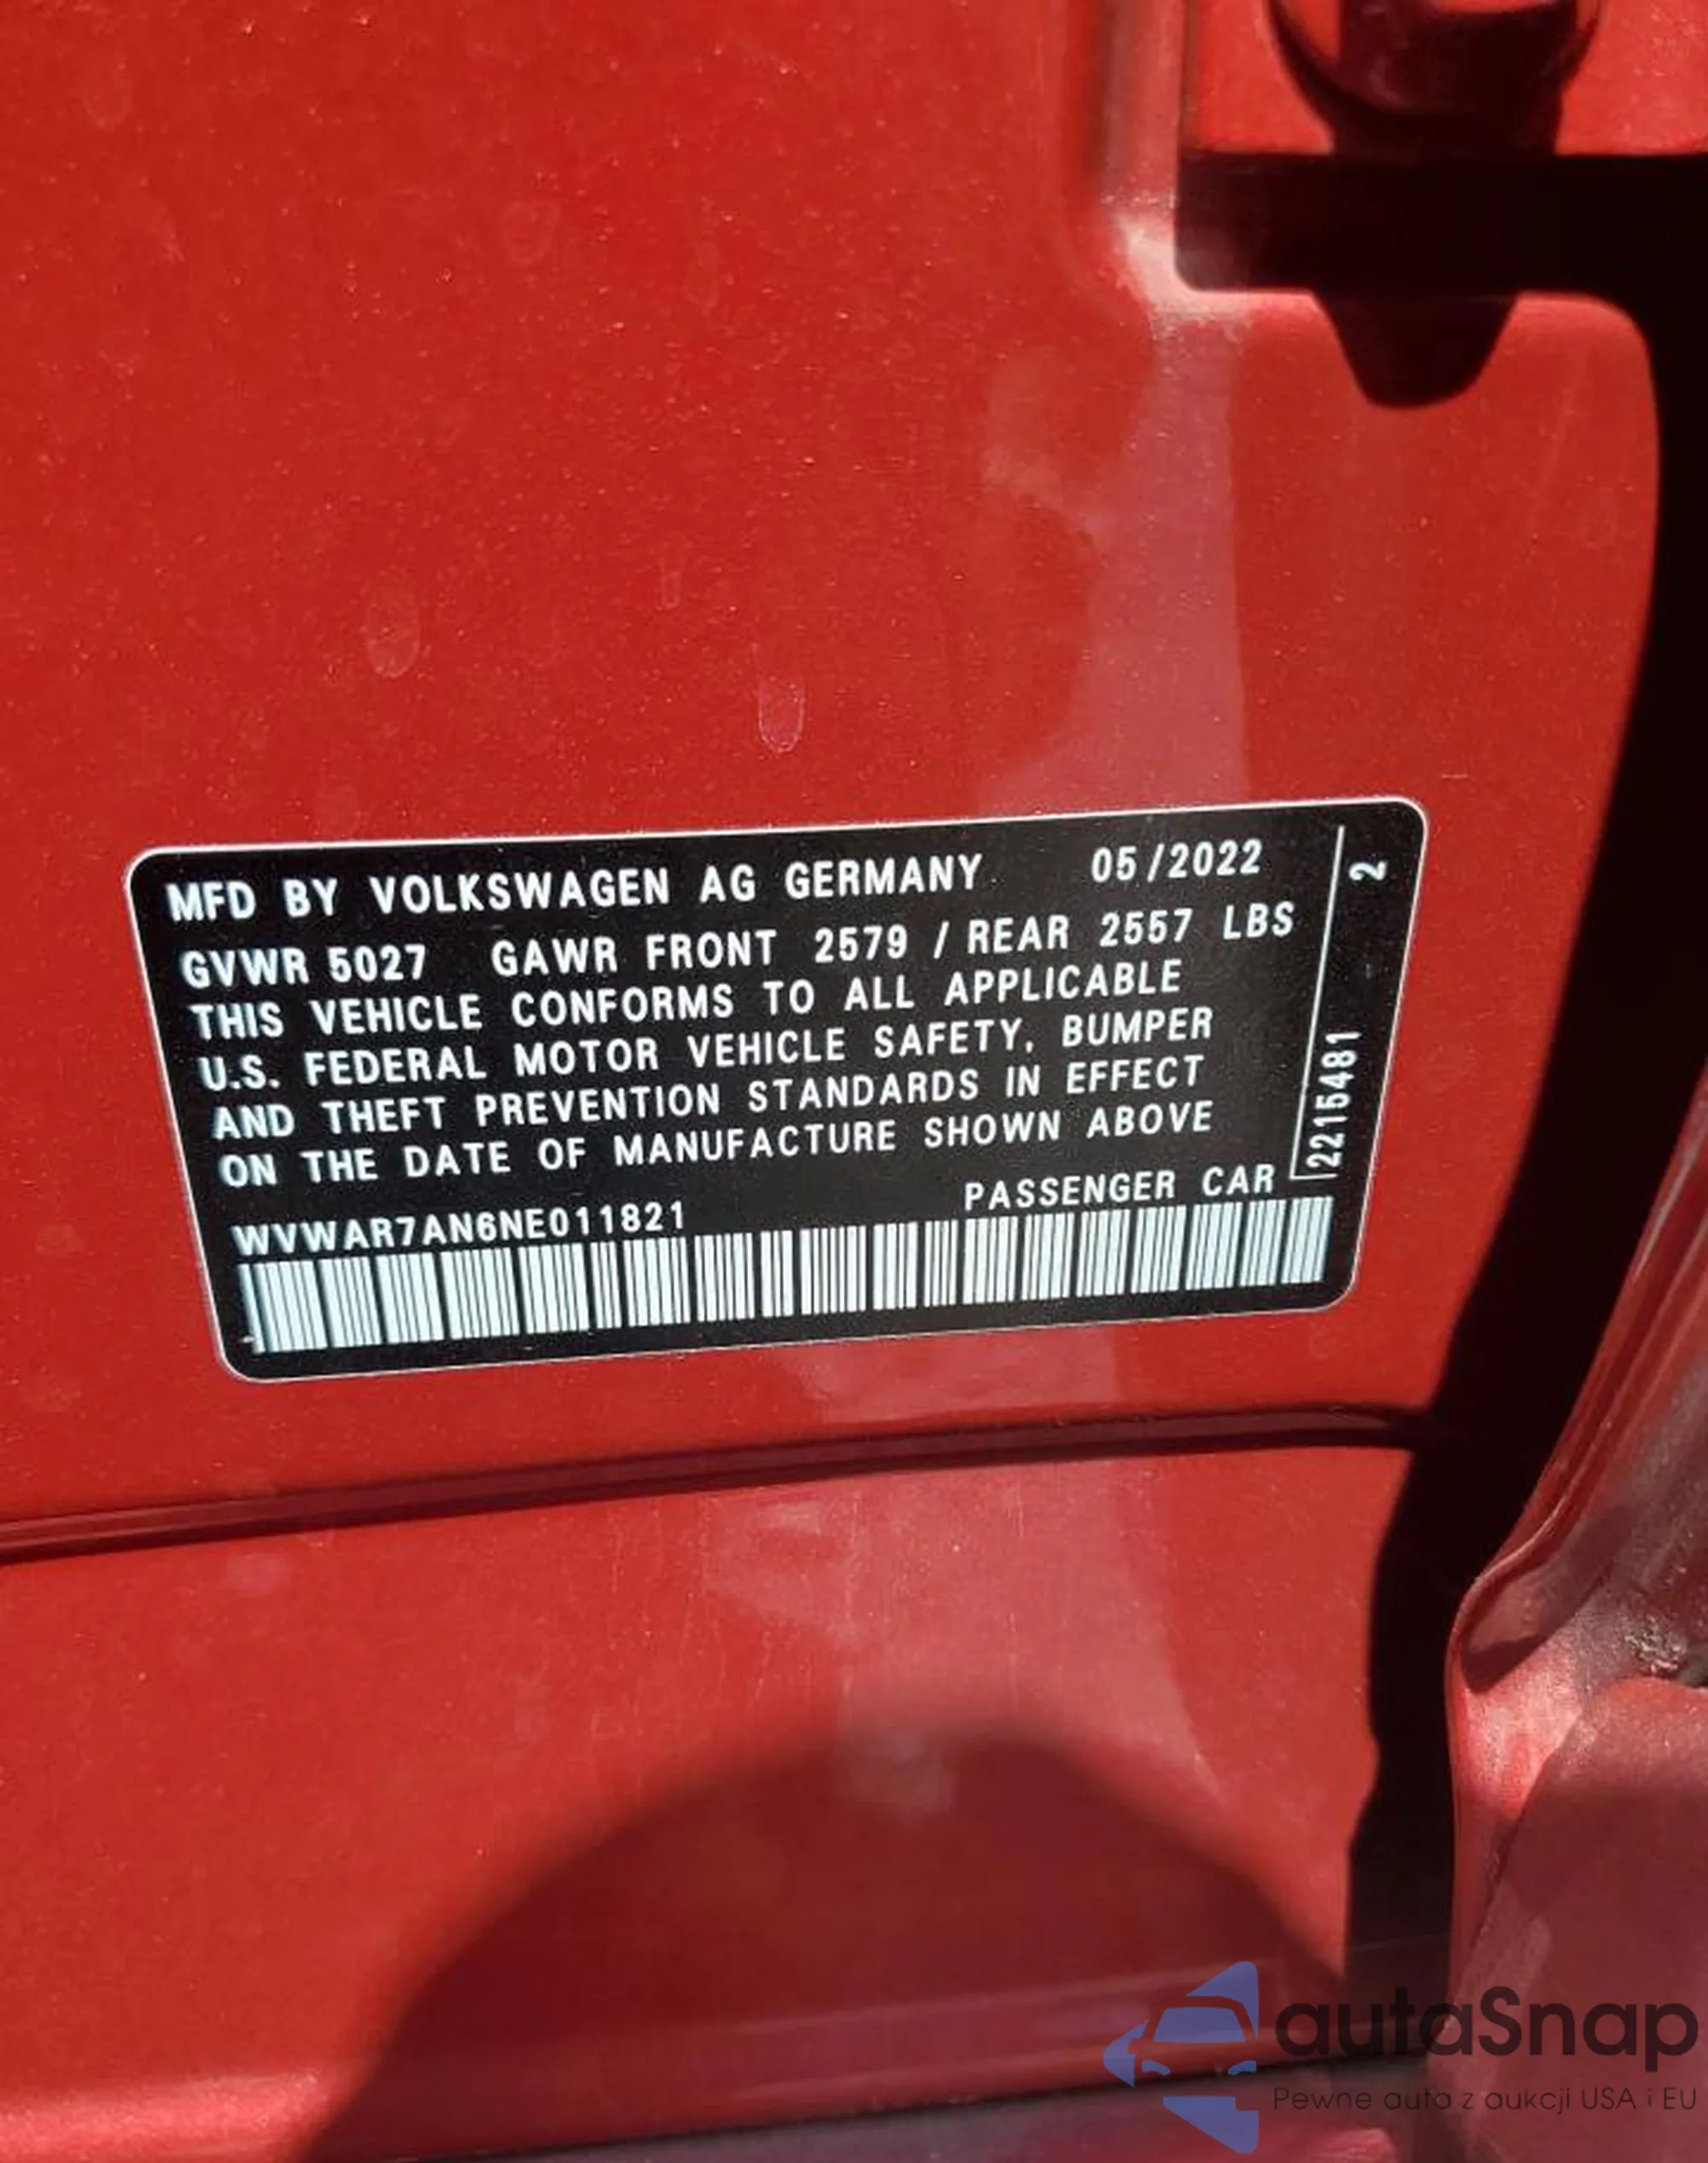 MFD BY VOLKSWAGEN AG GERMANY 05/2022
GVWR 5027 GAWR FRONT 2579 / REAR 2557 LBS
THIS VEHICLE CONFORMS TO ALL APPLICABLE
U.S. FEDERAL MOTOR VEHICLE SAFETY, BUMPER
AND THEFT PREVENTION STANDARDS IN EFFECT
ON THE DATE OF MANUFACTURE SHOWN ABOVE
WVWAR7AN6NE011821 PASSENGER CAR
2215481 2
autaSnap
Pewne auta z aukcji USA i EU